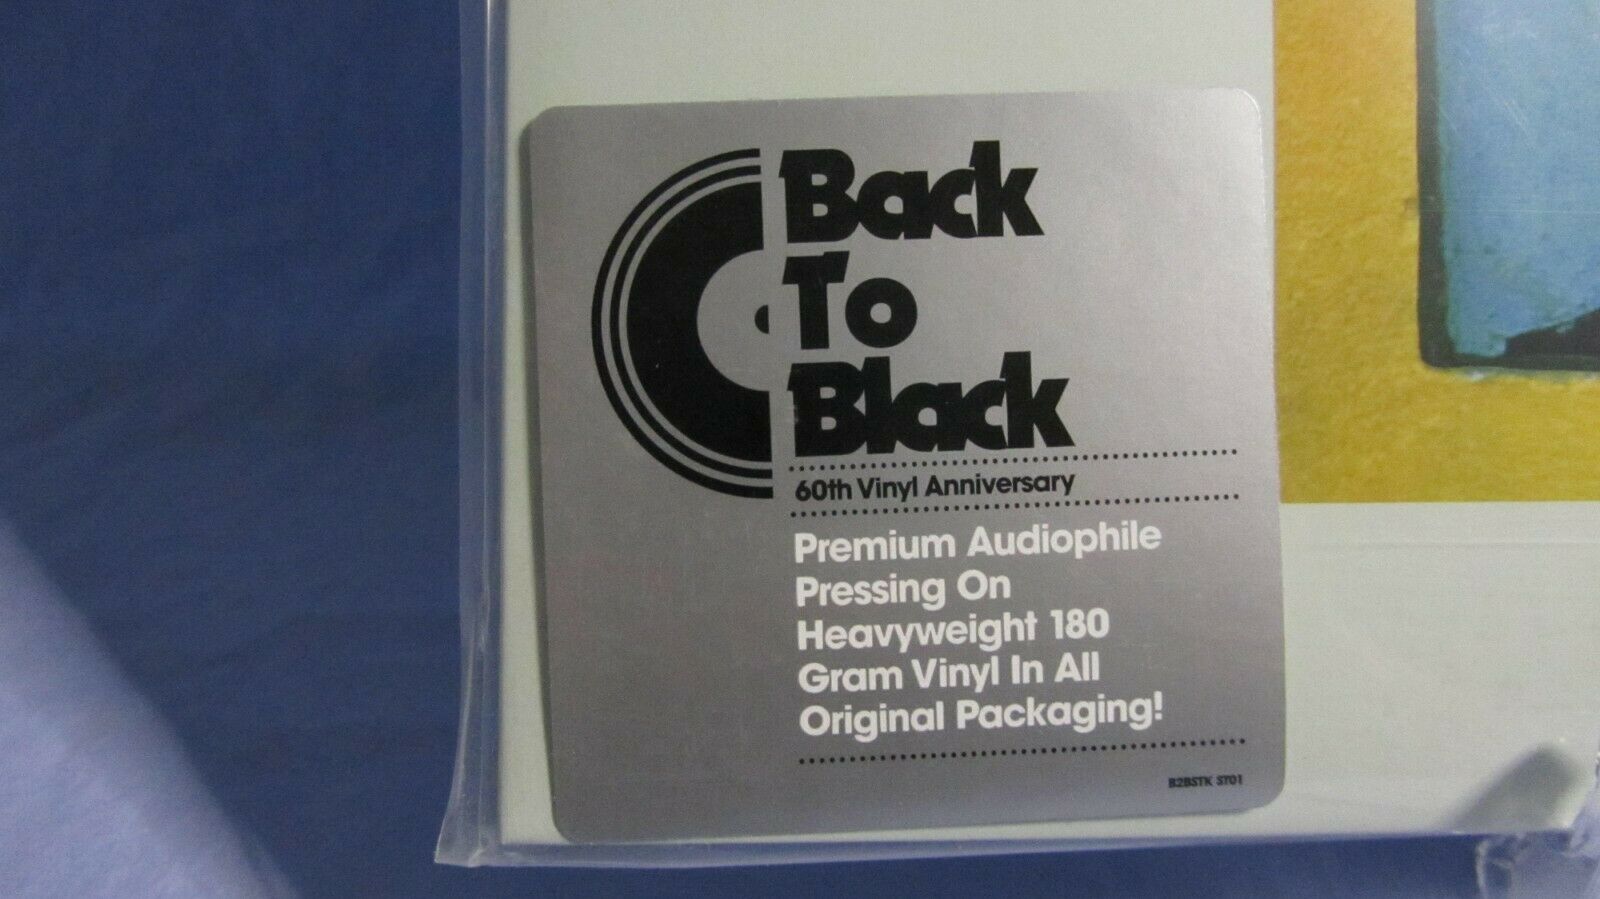 Back
To
Black
60th Vinyl Anniversary
Premium Audiophile
Pressing On
Heavyweight 180
Gram Vinyl In All
Original Packaging!
B2BSTK ST01